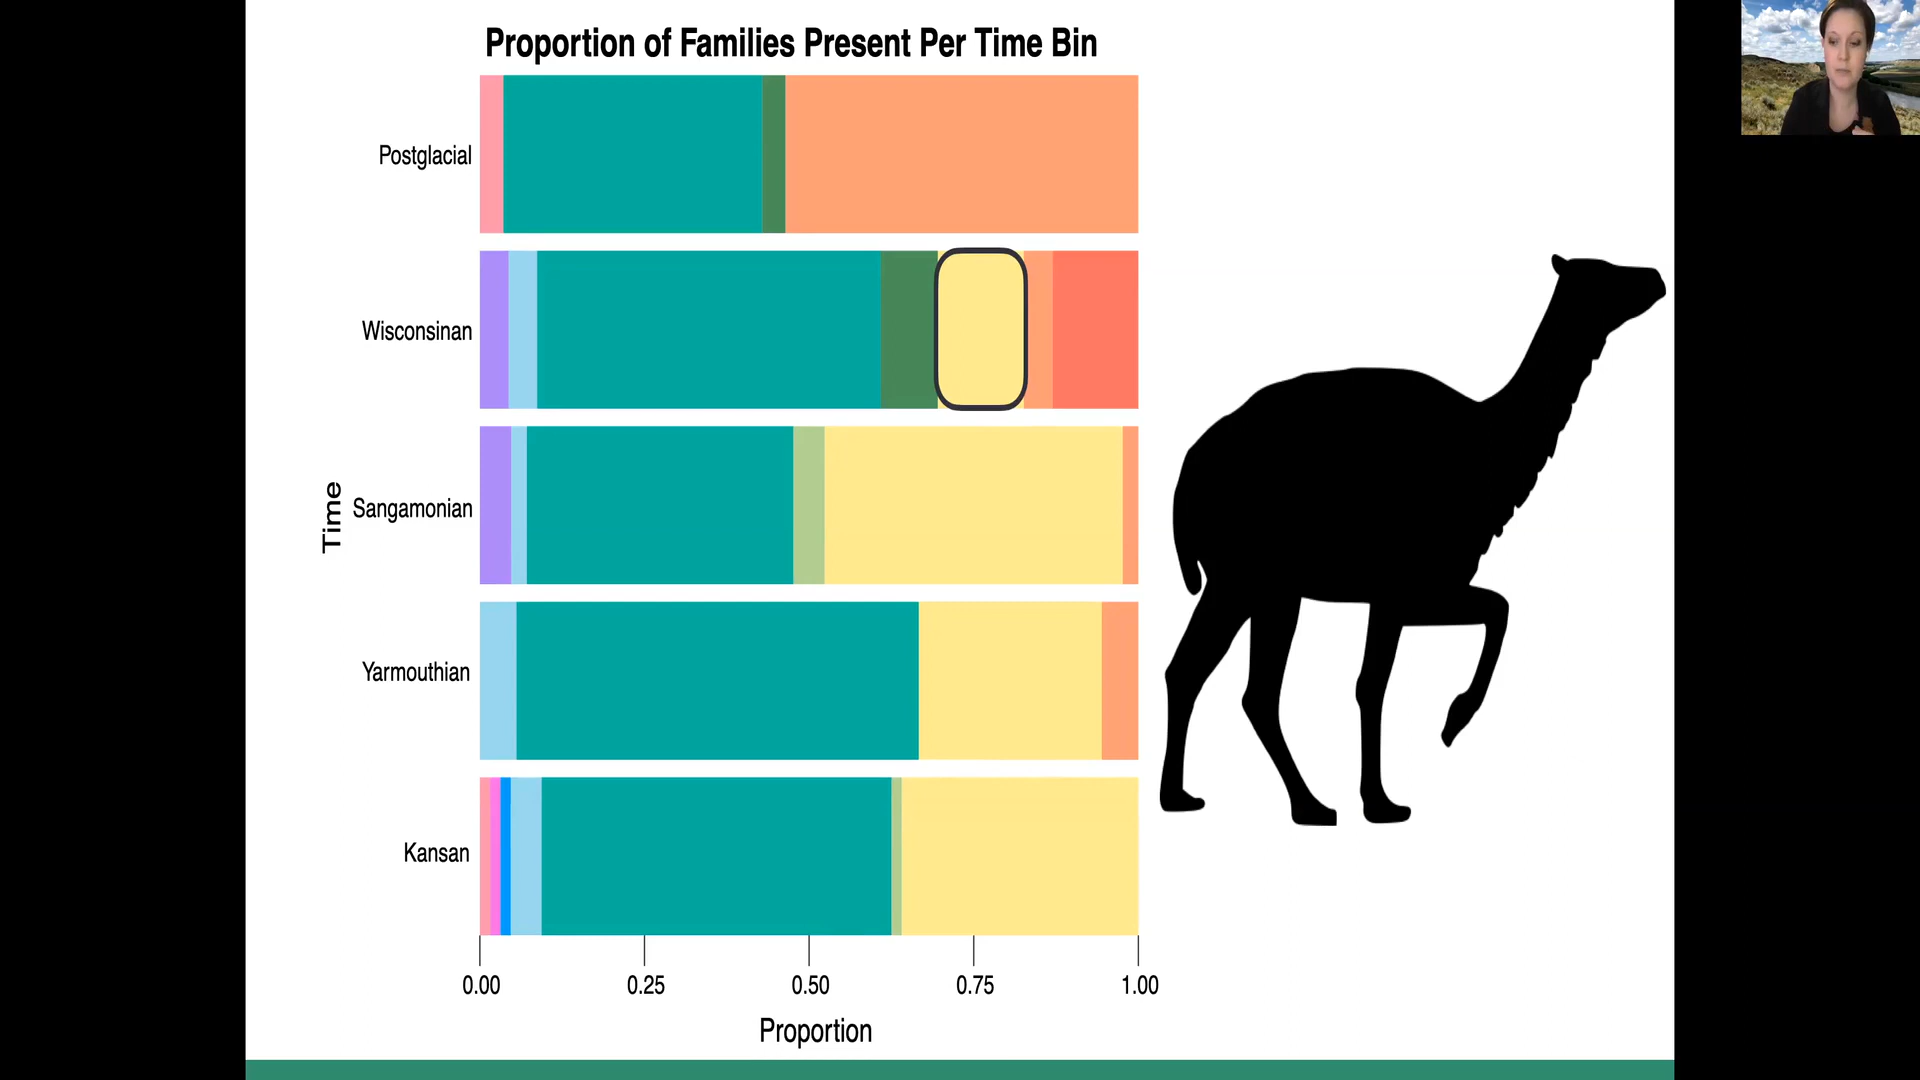 Proportion of Families Present Per Time Bin
Postglacial
Wisconsinan
Sangamonian
Yarmouthian
Kansan
Time
0.00 0.25 0.50 0.75 1.00
Proportion